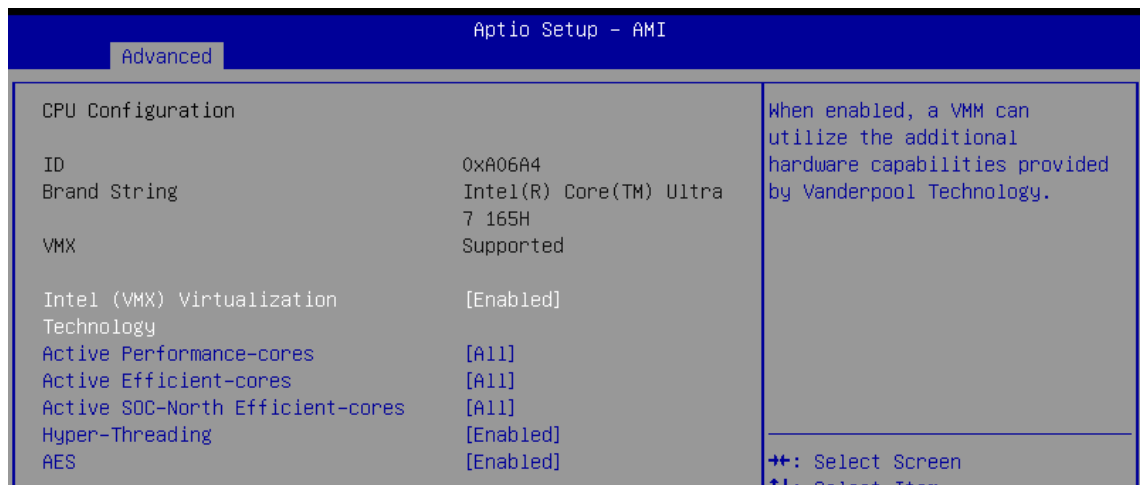 Aptio Setup – AMI
Advanced
CPU Configuration
ID 0xA06A4
Brand String Intel(R) Core(TM) Ultra
7 165H
VMX Supported
Intel (VMX) Virtualization [Enabled]
Technology
Active Performance-cores [All]
Active Efficient-cores [All]
Active SOC-North Efficient-cores [All]
Hyper-Threading [Enabled]
AES [Enabled]
When enabled, a VMM can
utilize the additional
hardware capabilities provided
by Vanderpool Technology.
→←: Select Screen
↑↓: Select Item